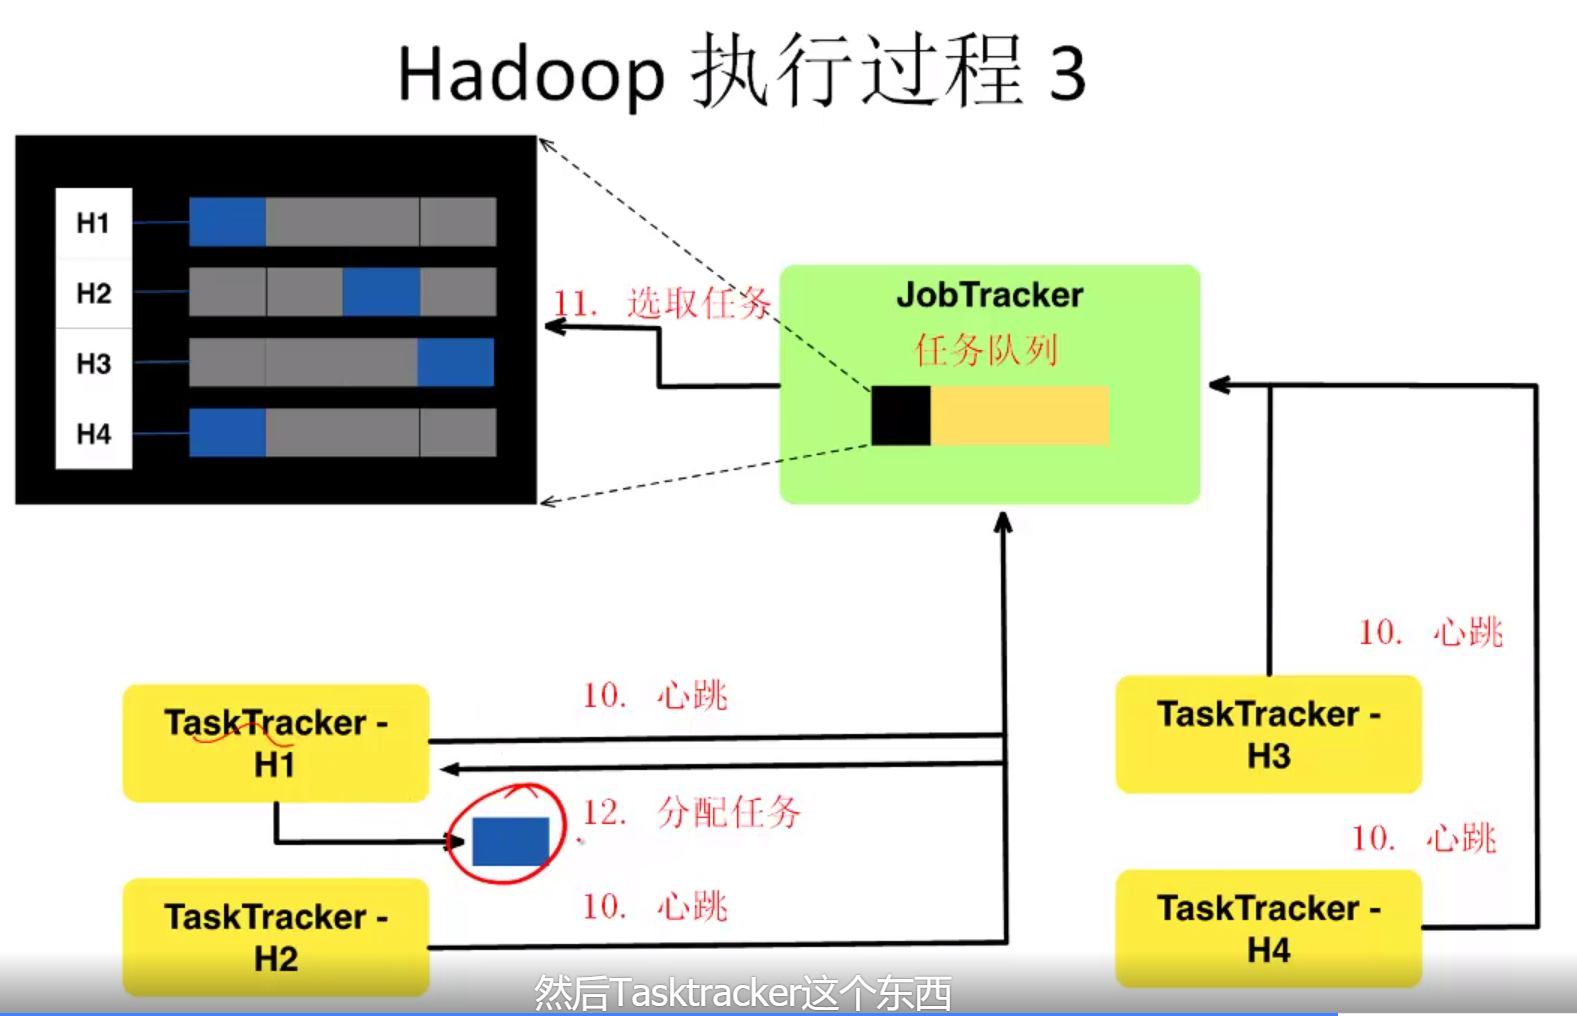 Hadoop 执行过程 3
H1
H2
H3
H4
11. 选取任务
JobTracker
任务队列
10. 心跳
10. 心跳
TaskTracker -
H1
12. 分配任务
TaskTracker -
H3
10. 心跳
10. 心跳
TaskTracker -
H2
TaskTracker -
H4
然后Tasktracker这个东西